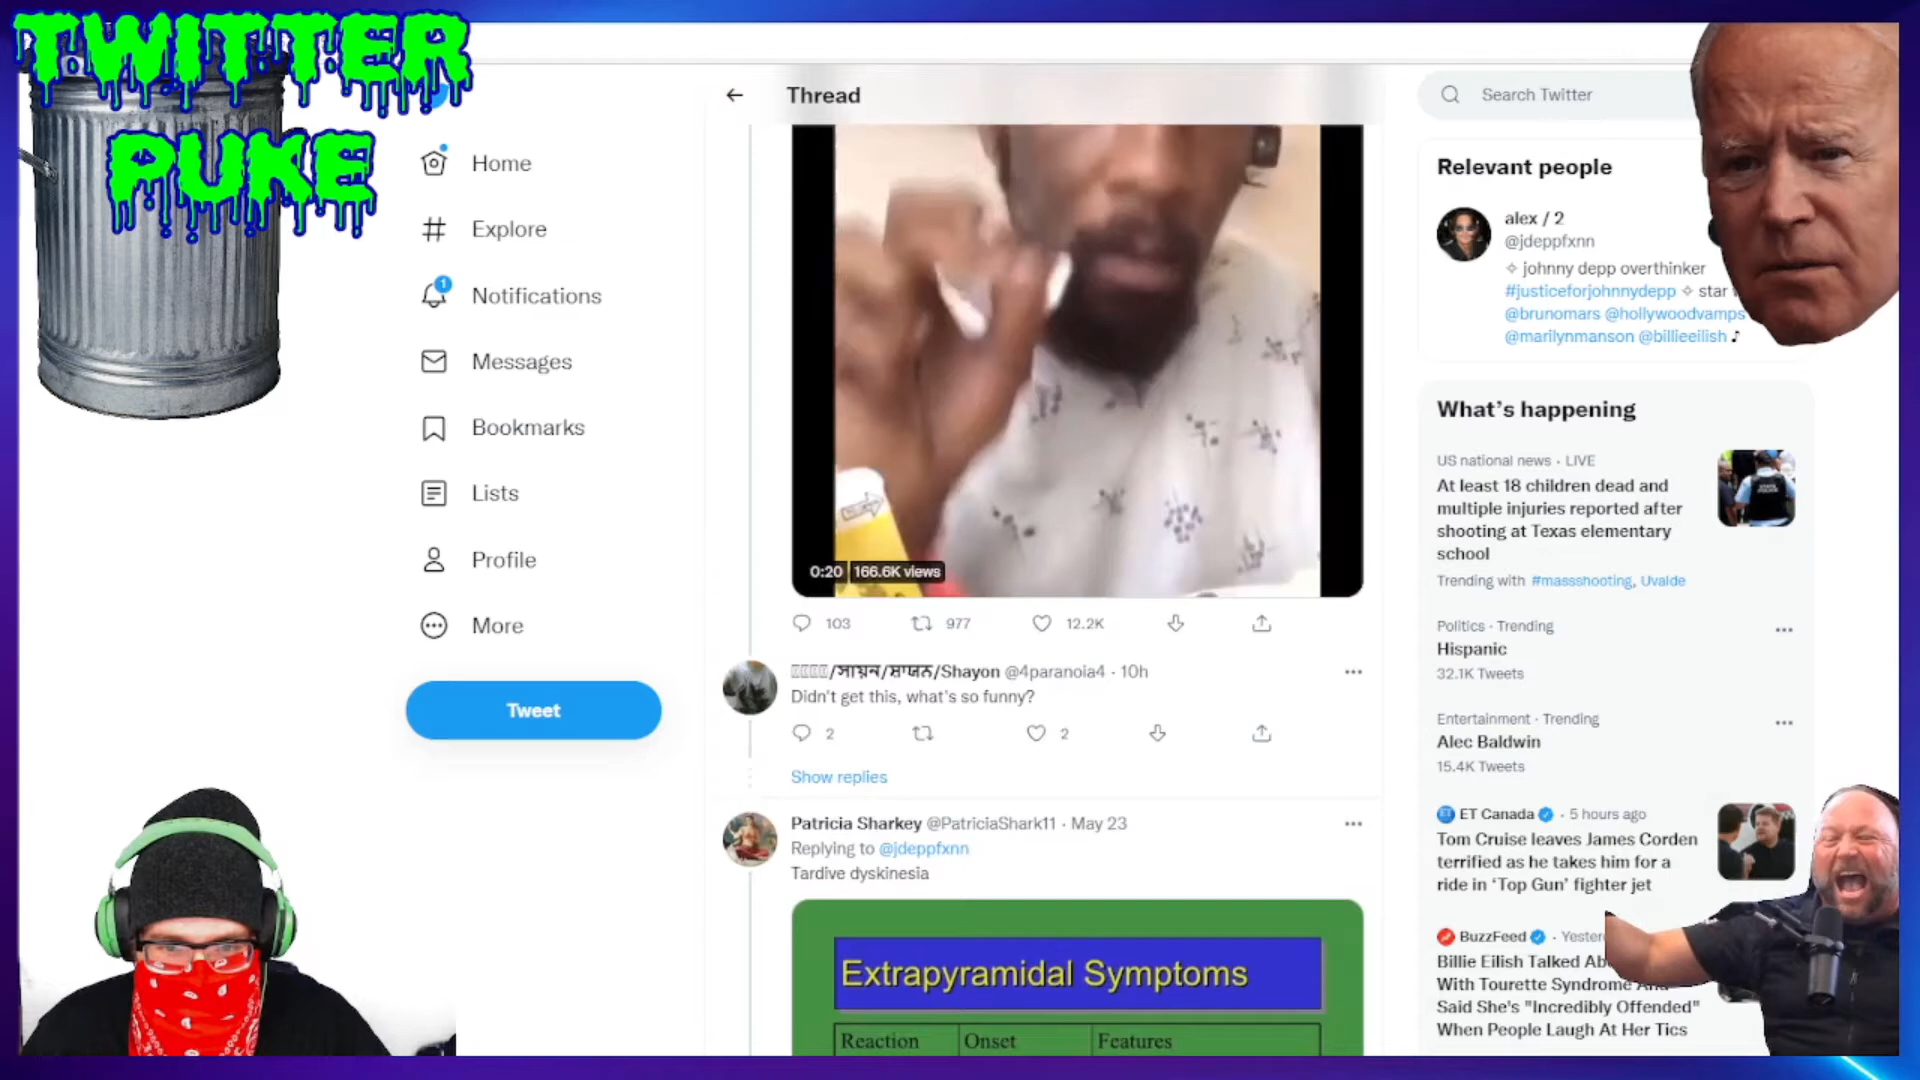 TWITTER
PUKE
Home
Explore
1
Notifications
Messages
Bookmarks
Lists
Profile
More
Tweet
Thread
0:20 166.6K views
103 977 12.2K
/সায়ন/ਸਾਯਨ/Shayon @4paranoia4 · 10h
Didn't get this, what's so funny?
2 2
Show replies
Patricia Sharkey @PatriciaShark11 · May 23
Replying to @jdeppfxnn
Tardive dyskinesia
Extrapyramidal Symptoms
Reaction Onset Features
Search Twitter
Relevant people
alex / 2
@jdeppfxnn
✧ johnny depp overthinker
#justiceforjohnnydepp ✧ star
@brunomars @hollywoodvamps
@marilynmanson @billieeilish ♪
What's happening
US national news · LIVE
At least 18 children dead and
multiple injuries reported after
shooting at Texas elementary
school
Trending with #massshooting, Uvalde
Politics · Trending
Hispanic
32.1K Tweets
Entertainment · Trending
Alec Baldwin
15.4K Tweets
ET Canada · 5 hours ago
Tom Cruise leaves James Corden
terrified as he takes him for a
ride in 'Top Gun' fighter jet
BuzzFeed · Yester
Billie Eilish Talked Ab
With Tourette Syndrome And
Said She's "Incredibly Offended"
When People Laugh At Her Tics